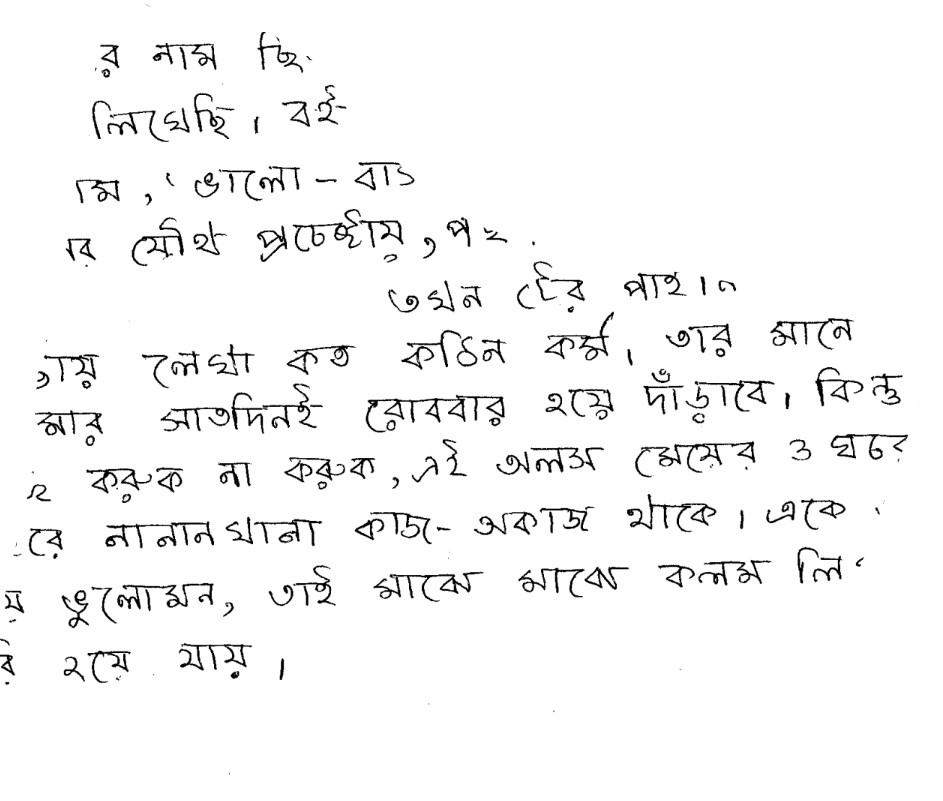 র নাম
লিখেছি। বই
‘ভালো -
যৌথ প্রচেষ্টায়,
তখন টের পাই।
লেখা কত কঠিন কর্ম, তার মানে
সাতদিনই রোববার হয়ে দাঁড়াবে। কিন্তু
করুক না করুক, এই অলস মেয়ের ও ঘরে
রে নানানখানা কাজ-অকাজ থাকে। একে
য় ভুলোমন, তাই মাঝে মাঝে কলম
রি হয়ে যায়।